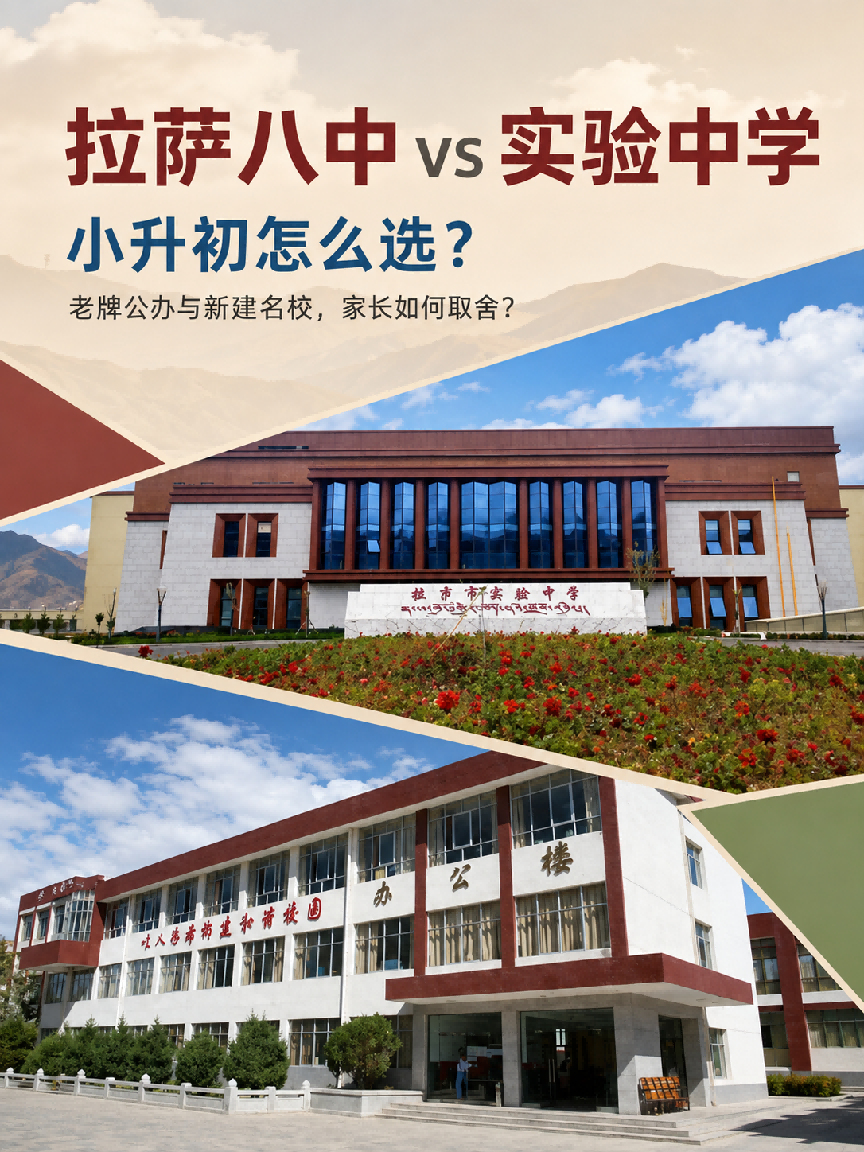 拉萨八中 vs 实验中学
小升初怎么选？
老牌公办与新建名校，家长如何取舍？
市实验中学
办公楼
校园